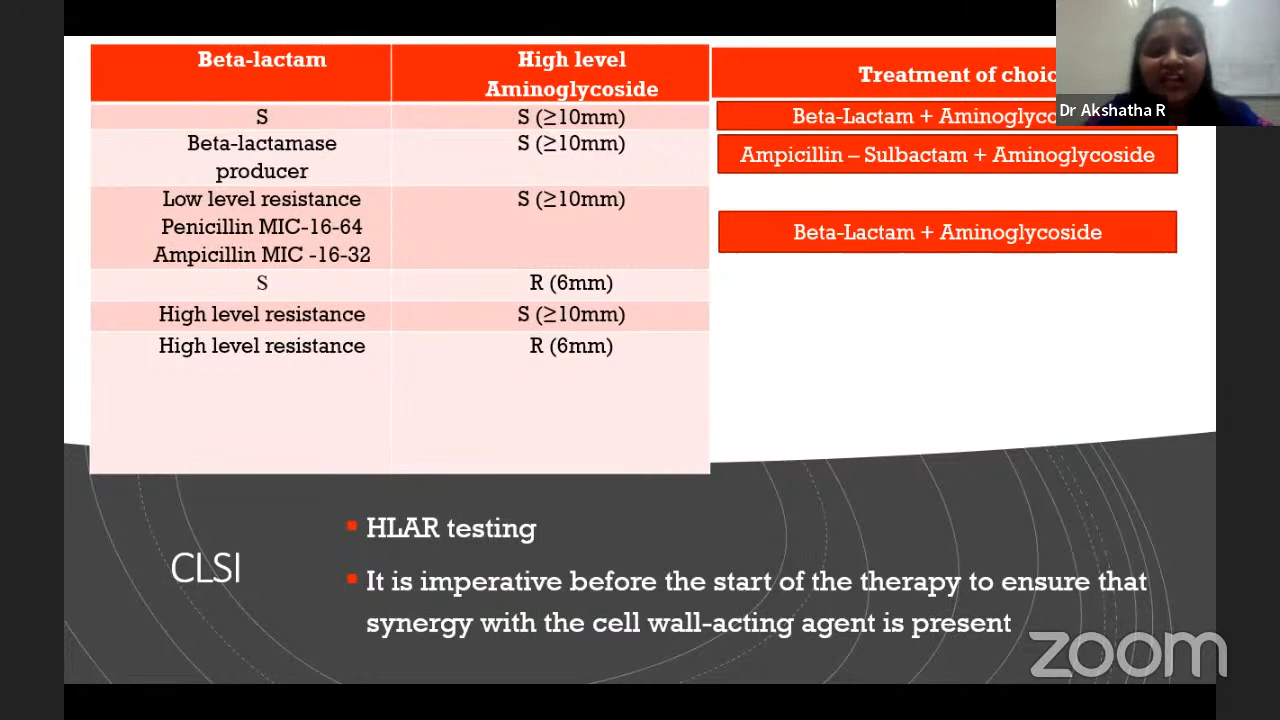 Beta-lactam
High level
Aminoglycoside
Treatment of choic
S
S (≥10mm)
Beta-Lactam + Aminoglyco
Dr Akshatha R
Beta-lactamase
producer
S (≥10mm)
Ampicillin – Sulbactam + Aminoglycoside
Low level resistance
Penicillin MIC-16-64
Ampicillin MIC -16-32
S (≥10mm)
Beta-Lactam + Aminoglycoside
S
R (6mm)
High level resistance
S (≥10mm)
High level resistance
R (6mm)
CLSI
HLAR testing
It is imperative before the start of the therapy to ensure that
synergy with the cell wall-acting agent is present
zoom